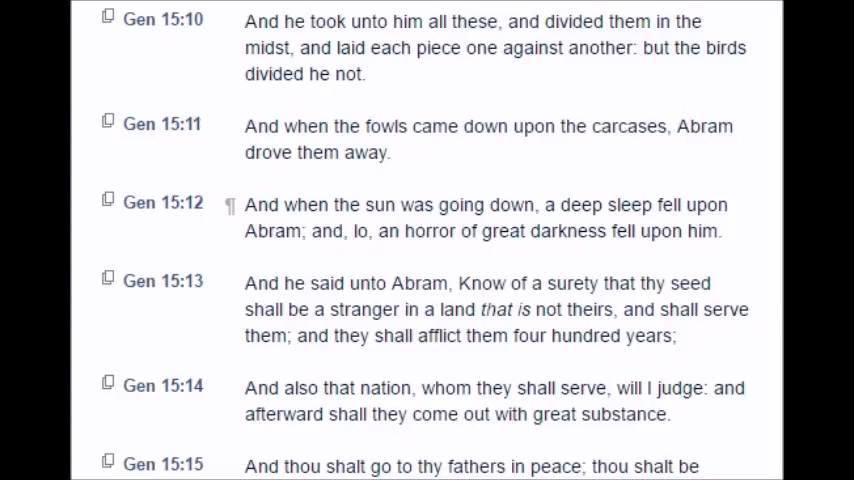 Gen 15:10 And he took unto him all these, and divided them in the
midst, and laid each piece one against another: but the birds
divided he not.
Gen 15:11 And when the fowls came down upon the carcases, Abram
drove them away.
Gen 15:12 ¶ And when the sun was going down, a deep sleep fell upon
Abram; and, lo, an horror of great darkness fell upon him.
Gen 15:13 And he said unto Abram, Know of a surety that thy seed
shall be a stranger in a land that is not theirs, and shall serve
them; and they shall afflict them four hundred years;
Gen 15:14 And also that nation, whom they shall serve, will I judge: and
afterward shall they come out with great substance.
Gen 15:15 And thou shalt go to thy fathers in peace; thou shalt be